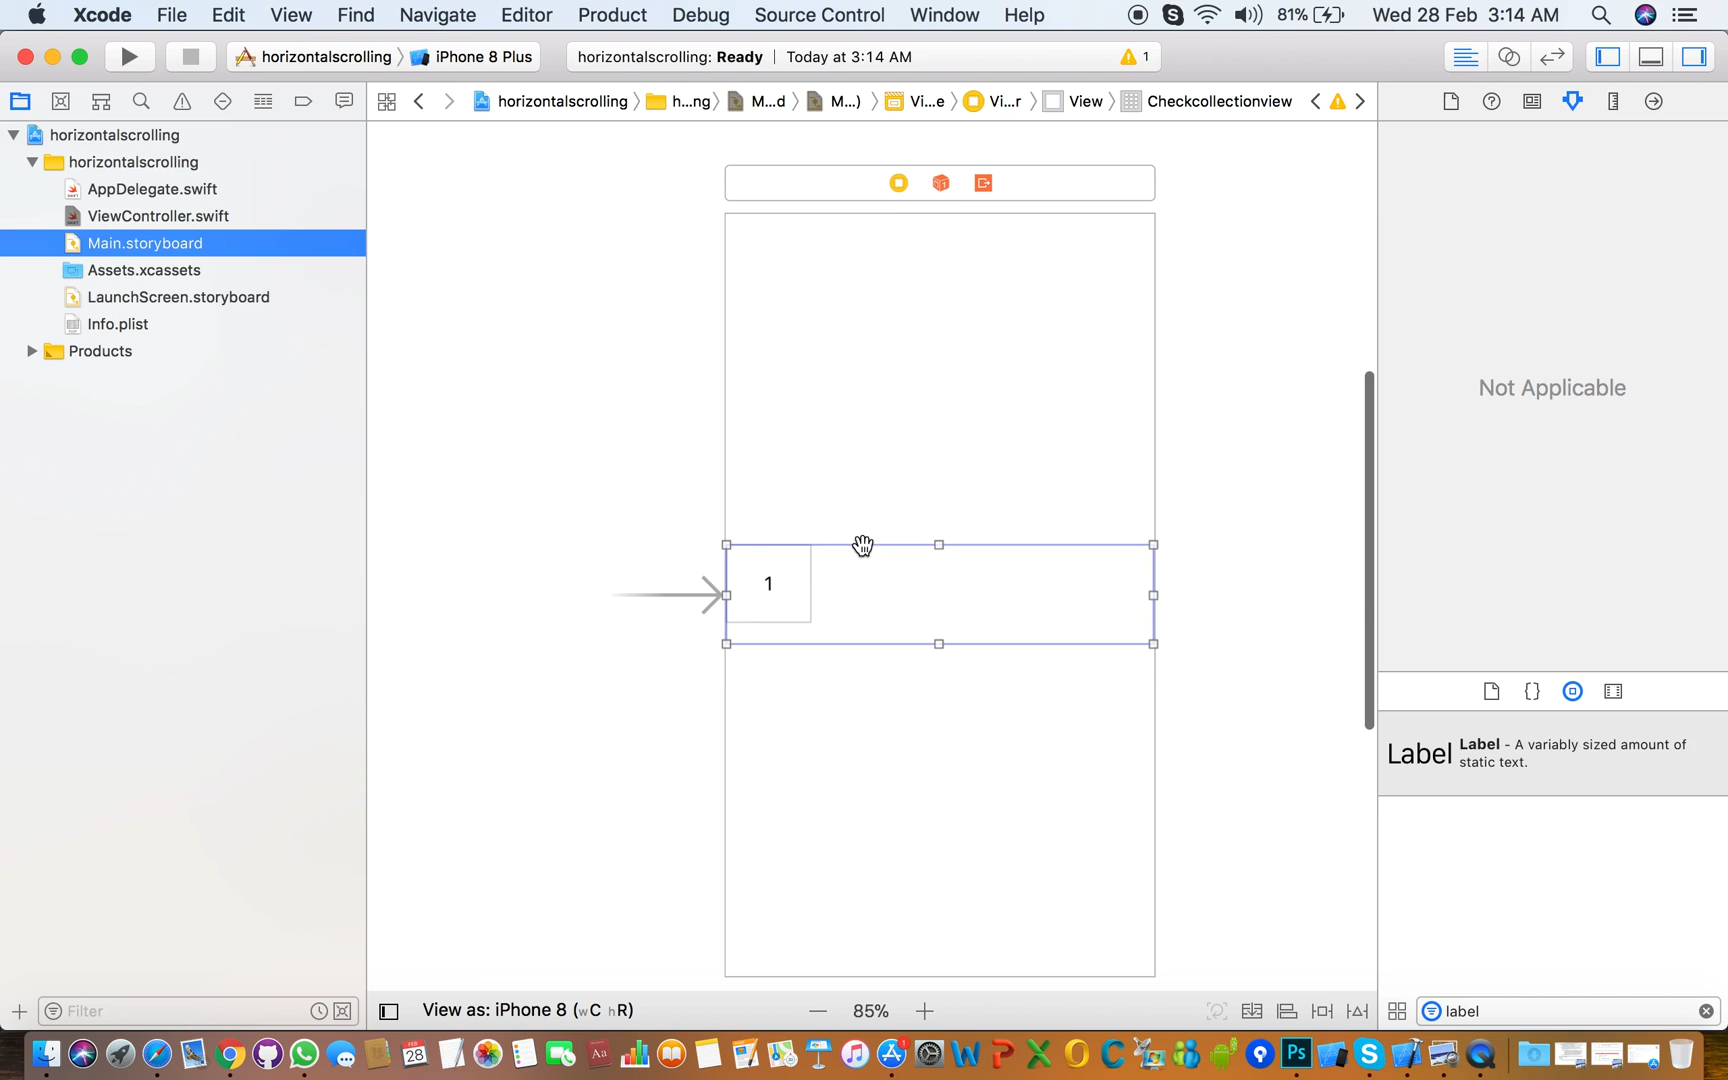 Xcode File Edit View Find Navigate Editor Product Debug Source Control Window Help 81% Wed 28 Feb 3:14 AM
horizontalscrolling iPhone 8 Plus horizontalscrolling: Ready Today at 3:14 AM 1
horizontalscrolling h...ng M...d M...) Vi...e Vi...r View Checkcollectionview
horizontalscrolling
horizontalscrolling
AppDelegate.swift
ViewController.swift
Main.storyboard
Assets.xcassets
LaunchScreen.storyboard
Info.plist
Products
1
Not Applicable
Label Label - A variably sized amount of
static text.
Filter View as: iPhone 8 (wC hR) 85% label